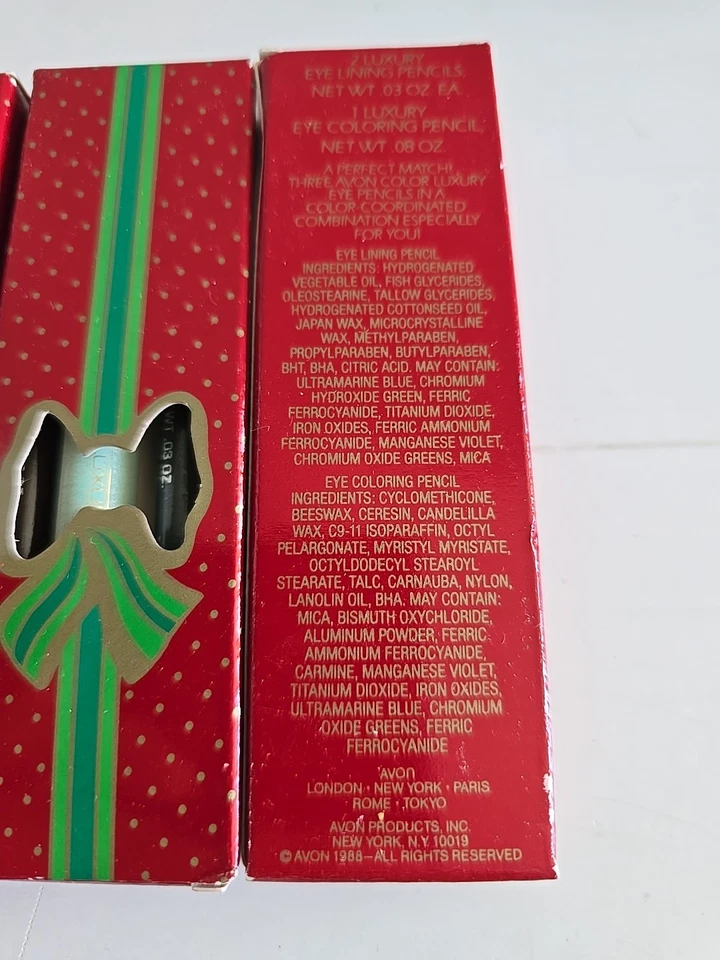 2 LUXURY
EYE LINING PENCILS,
NET WT .03 OZ. EA.
1 LUXURY
EYE COLORING PENCIL,
NET WT .08 OZ.
A PERFECT MATCH!
THREE AVON COLOR LUXURY
EYE PENCILS IN A
COLOR-COORDINATED
COMBINATION ESPECIALLY
FOR YOU!
EYE LINING PENCIL
INGREDIENTS: HYDROGENATED
VEGETABLE OIL, FISH GLYCERIDES,
OLEOSTEARINE, TALLOW GLYCERIDES,
HYDROGENATED COTTONSEED OIL,
JAPAN WAX, MICROCRYSTALLINE
WAX, METHYLPARABEN,
PROPYLPARABEN, BUTYLPARABEN,
BHT, BHA, CITRIC ACID. MAY CONTAIN:
ULTRAMARINE BLUE, CHROMIUM
HYDROXIDE GREEN, FERRIC
FERROCYANIDE, TITANIUM DIOXIDE,
IRON OXIDES, FERRIC AMMONIUM
FERROCYANIDE, MANGANESE VIOLET,
CHROMIUM OXIDE GREENS, MICA
EYE COLORING PENCIL
INGREDIENTS: CYCLOMETHICONE,
BEESWAX, CERESIN, CANDELILLA
WAX, C9-11 ISOPARAFFIN, OCTYL
PELARGONATE, MYRISTYL MYRISTATE,
OCTYLDODECYL STEAROYL
STEARATE, TALC, CARNAUBA, NYLON,
LANOLIN OIL, BHA. MAY CONTAIN:
MICA, BISMUTH OXYCHLORIDE,
ALUMINUM POWDER, FERRIC
AMMONIUM FERROCYANIDE,
CARMINE, MANGANESE VIOLET,
TITANIUM DIOXIDE, IRON OXIDES,
ULTRAMARINE BLUE, CHROMIUM
OXIDE GREENS, FERRIC
FERROCYANIDE
AVON
LONDON · NEW YORK · PARIS
ROME · TOKYO
AVON PRODUCTS, INC.
NEW YORK, N.Y. 10019
© AVON 1988—ALL RIGHTS RESERVED
WT .03 OZ.